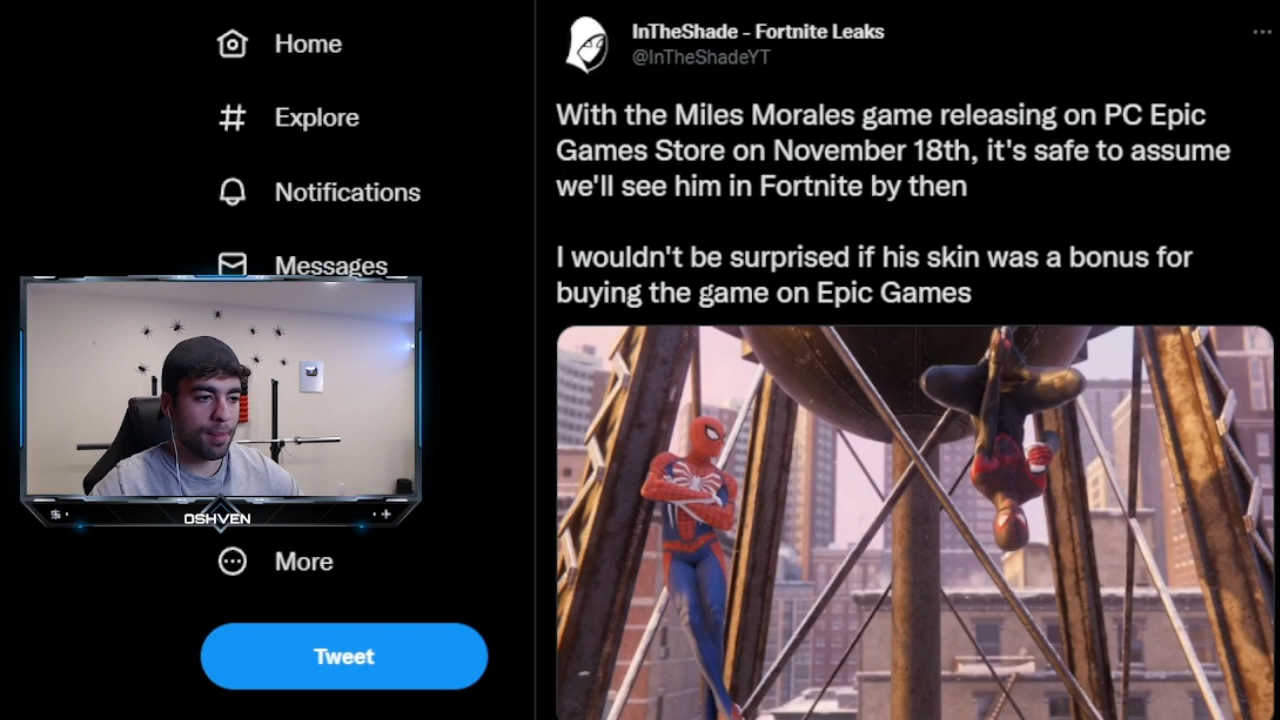 Home
Explore
Notifications
Messages
OSHVEN
More
Tweet
InTheShade - Fortnite Leaks
@InTheShadeYT
With the Miles Morales game releasing on PC Epic
Games Store on November 18th, it's safe to assume
we'll see him in Fortnite by then
I wouldn't be surprised if his skin was a bonus for
buying the game on Epic Games